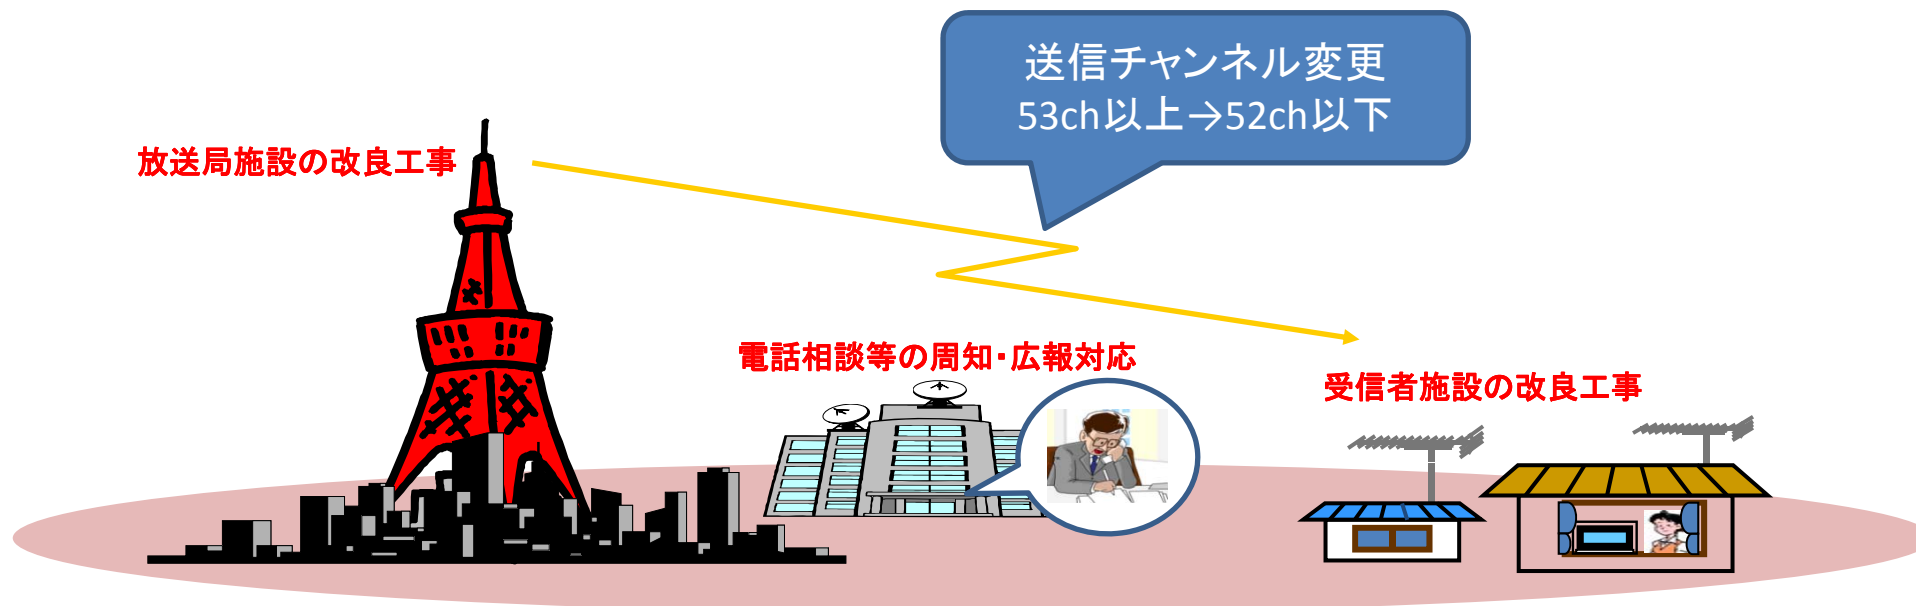 送信チャンネル変更
53ch以上→52ch以下
放送局施設の改良工事
電話相談等の周知・広報対応
受信者施設の改良工事